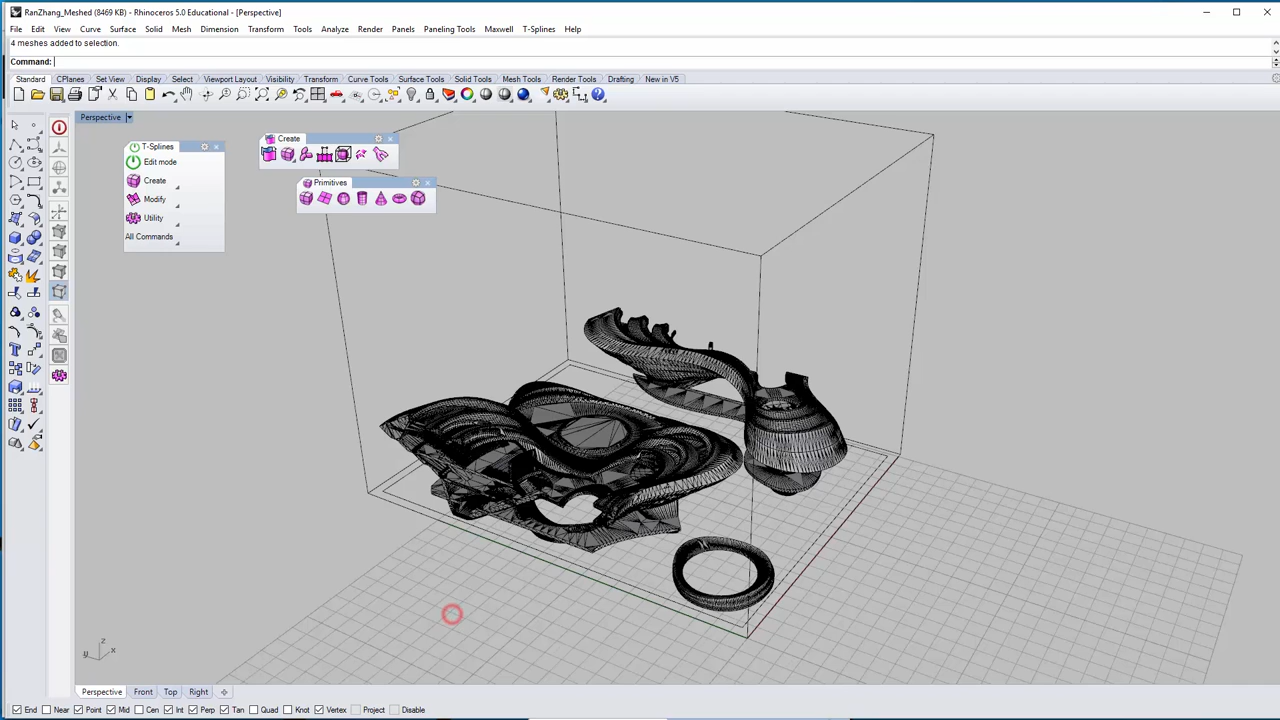 RanZhang_Meshed (8469 KB) - Rhinoceros 5.0 Educational - [Perspective]
File Edit View Curve Surface Solid Mesh Dimension Transform Tools Analyze Render Panels Paneling Tools Maxwell T-Splines Help
4 meshes added to selection.
Command:
Standard CPlanes Set View Display Select Viewport Layout Visibility Transform Curve Tools Surface Tools Solid Tools Mesh Tools Render Tools Drafting New in V5
Perspective
Create
T-Splines
Edit mode
Create
Primitives
Modify
Utility
All Commands
z
y x
Perspective Front Top Right
End Near Point Mid Cen Int Perp Tan Quad Knot Vertex Project Disable